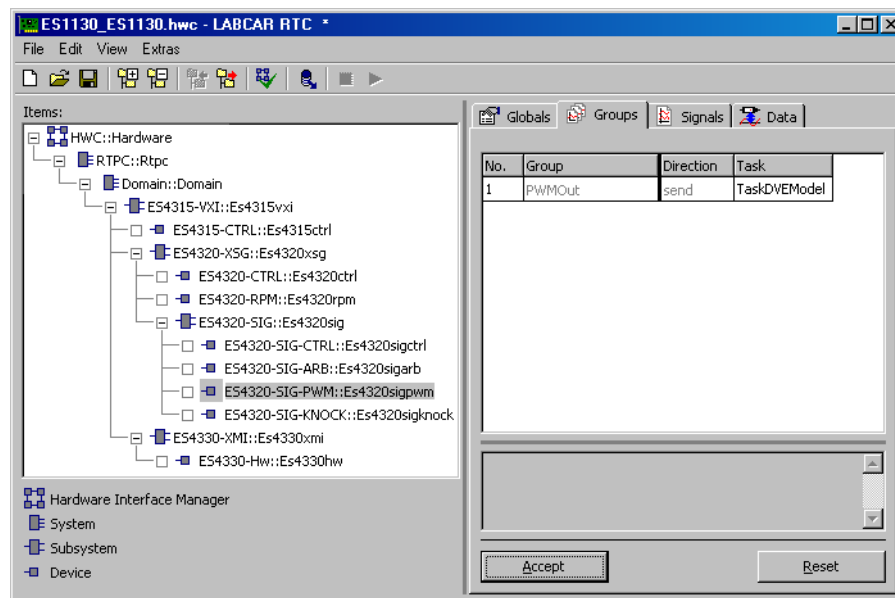 ES1130_ES1130.hwc - LABCAR RTC *
File Edit View Extras
Items:
HWC::Hardware
RTPC::Rtpc
Domain::Domain
ES4315-VXI::Es4315vxi
ES4315-CTRL::Es4315ctrl
ES4320-XSG::Es4320xsg
ES4320-CTRL::Es4320ctrl
ES4320-RPM::Es4320rpm
ES4320-SIG::Es4320sig
ES4320-SIG-CTRL::Es4320sigctrl
ES4320-SIG-ARB::Es4320sigarb
ES4320-SIG-PWM::Es4320sigpwm
ES4320-SIG-KNOCK::Es4320sigknock
ES4330-XMI::Es4330xmi
ES4330-Hw::Es4330hw
Hardware Interface Manager
System
Subsystem
Device
Globals Groups Signals Data
No. Group Direction Task
1 PWMOut send TaskDVEModel
Accept Reset